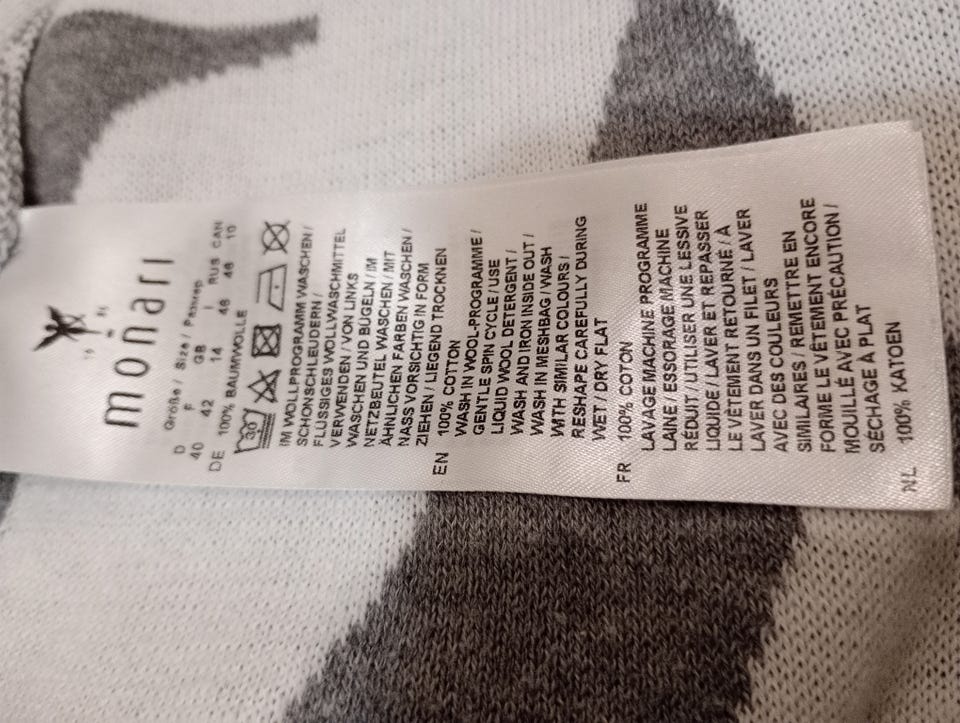 moñari
D Größe / Size / Размер
F GB I RUS CAN
40 42 14 46 48 10
DE 100% BAUMWOLLE
IM WOLLPROGRAMM WASCHEN /
SCHONSCHLEUDERN /
FLÜSSIGES WOLLWASCHMITTEL
VERWENDEN / VON LINKS
WASCHEN UND BÜGELN / IM
NETZBEUTEL WASCHEN / MIT
ÄHNLICHEN FARBEN WASCHEN /
NASS VORSICHTIG IN FORM
ZIEHEN / LIEGEND TROCKNEN
EN 100% COTTON
WASH IN WOOL-PROGRAMME /
GENTLE SPIN CYCLE / USE
LIQUID WOOL DETERGENT /
WASH AND IRON INSIDE OUT /
WASH IN MESHBAG / WASH
WITH SIMILAR COLOURS /
RESHAPE CAREFULLY DURING
WET / DRY FLAT
FR 100% COTON
LAVAGE MACHINE PROGRAMME
LAINE / ESSORAGE MACHINE
RÉDUIT / UTILISER UNE LESSIVE
LIQUIDE / LAVER ET REPASSER
LE VÊTEMENT RETOURNÉ / À
LAVER DANS UN FILET / LAVER
AVEC DES COULEURS
SIMILAIRES / REMETTRE EN
FORME LE VÊTEMENT ENCORE
MOUILLÉ AVEC PRÉCAUTION /
SÉCHAGE À PLAT
NL 100% KATOEN